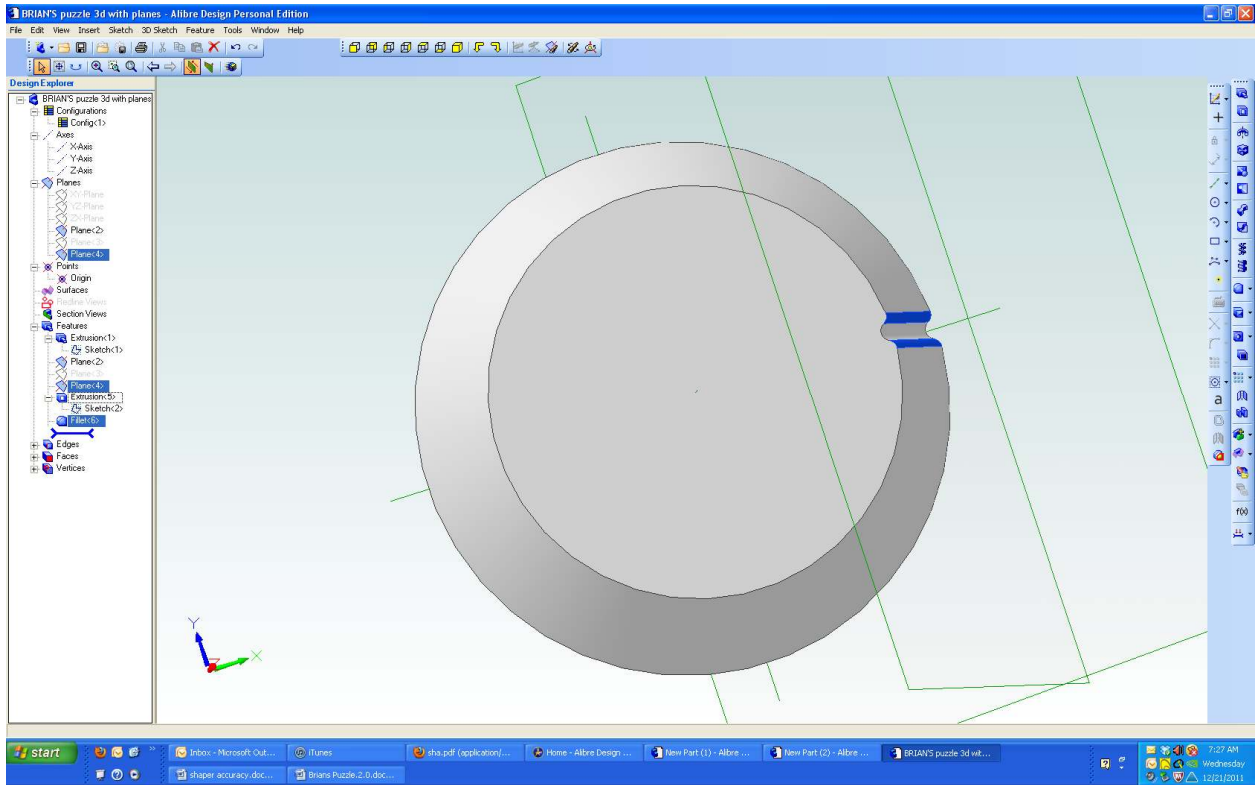 BRIAN'S puzzle 3d with planes - Alibre Design Personal Edition
File Edit View Insert Sketch 3D Sketch Feature Tools Window Help
Design Explorer
BRIAN'S puzzle 3d with planes
Configurations
Config<1>
Axes
X-Axis
Y-Axis
Z-Axis
Planes
XY-Plane
YZ-Plane
ZX-Plane
Plane<2>
Plane<3>
Plane<4>
Points
Origin
Surfaces
Redline Views
Section Views
Features
Extrusion<1>
Sketch<1>
Plane<2>
Plane<3>
Plane<4>
Extrusion<5>
Sketch<2>
Fillet<6>
Edges
Faces
Vertices
a
f(x)
Y
Z
X
start
Inbox - Microsoft Out... iTunes sha.pdf (application/... Home - Alibre Design ... New Part (1) - Alibre ... New Part (2) - Alibre ... BRIAN'S puzzle 3d wit...
shaper accuracy.doc... Brians Puzzle.2.0.doc...
7:27 AM
Wednesday
12/21/2011